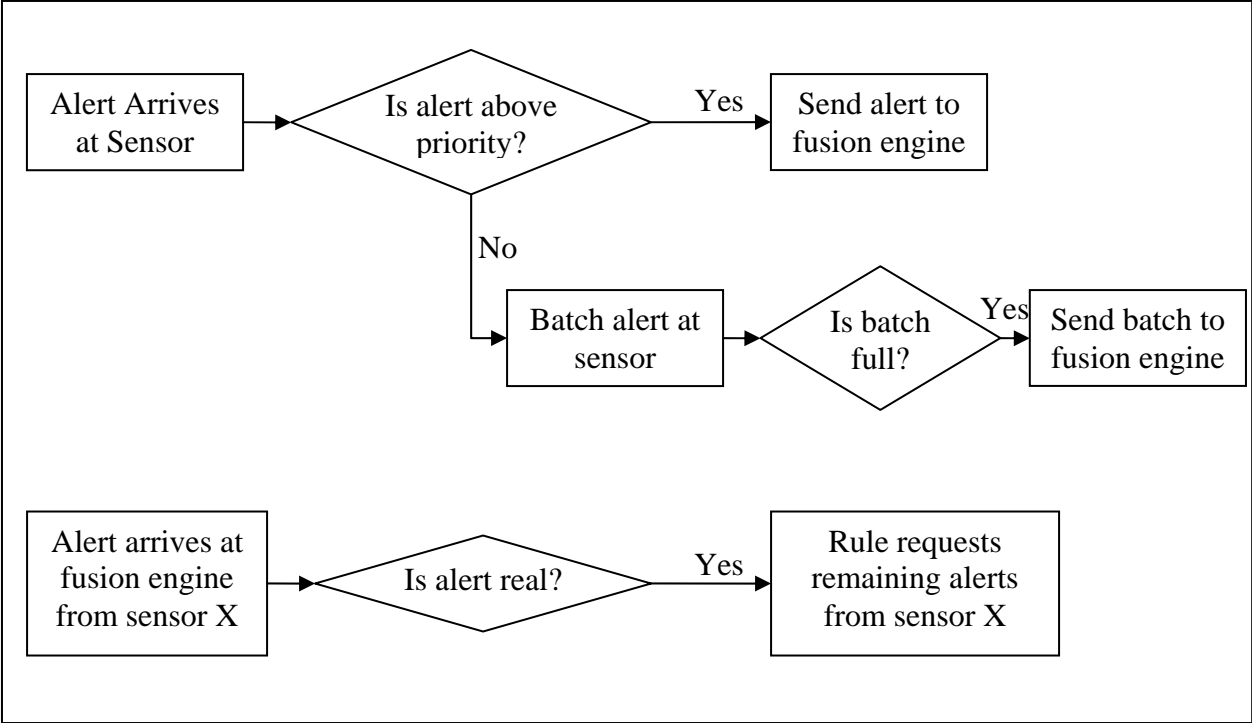 Alert Arrives
at Sensor
Is alert above
priority?
Yes
Send alert to
fusion engine
No
Batch alert at
sensor
Is batch
full?
Yes
Send batch to
fusion engine
Alert arrives at
fusion engine
from sensor X
Is alert real?
Yes
Rule requests
remaining alerts
from sensor X